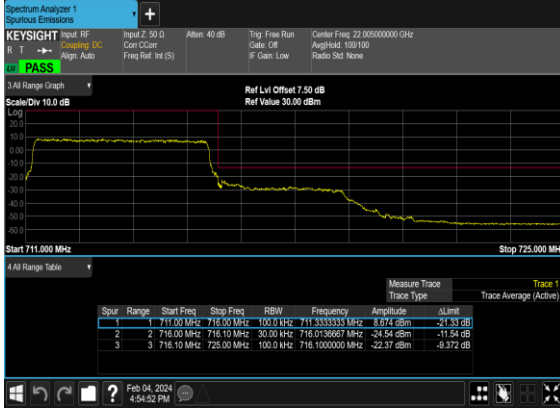 Spectrum Analyzer 1
Spurious Emissions
+
KEYSIGHT Input: RF Input Z: 50 Ω Atten: 40 dB Trig: Free Run Center Freq: 22.005000000 GHz
R T Coupling: DC Corr CCorr Gate: Off Avg|Hold: 100/100
Align: Auto Freq Ref: Int (S) IF Gain: Low Radio Std: None
LXI PASS
3 All Range Graph
Ref Lvl Offset 7.50 dB
Scale/Div 10.0 dB Ref Value 30.00 dBm
Log
20.0
10.0
0.00
-10.0
-20.0
-30.0
-40.0
-50.0
-60.0
Start 711.000 MHz Stop 725.000 MH
4 All Range Table
Measure Trace Trace 1
Trace Type Trace Average (Active)
Spur Range Start Freq Stop Freq RBW Frequency Amplitude ΔLimit
1 1 711.00 MHz 716.00 MHz 100.0 kHz 711.3333333 MHz 8.674 dBm -21.33 dB
2 2 716.00 MHz 716.10 MHz 30.00 kHz 716.0136667 MHz -24.54 dBm -11.54 dB
3 3 716.10 MHz 725.00 MHz 100.0 kHz 716.1000000 MHz -22.37 dBm -9.372 dB
? Feb 04, 2024
4:54:52 PM